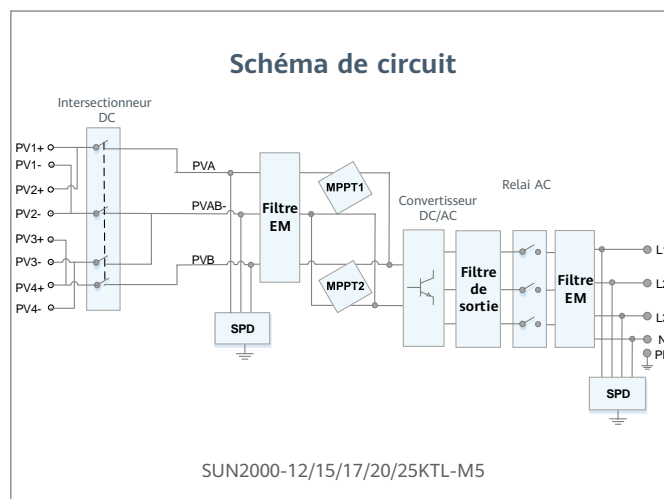 Schéma de circuit
Intersectionneur
DC
PV1+
PV1-
PV2+
PV2-
PV3+
PV3-
PV4+
PV4-
PVA
PVAB-
PVB
Filtre
EM
SPD
MPPT1
MPPT2
Convertisseur
DC/AC
Filtre
de
sortie
Relai AC
Filtre
EM
L1
N
SPD
SUN2000-12/15/17/20/25KTL-M5